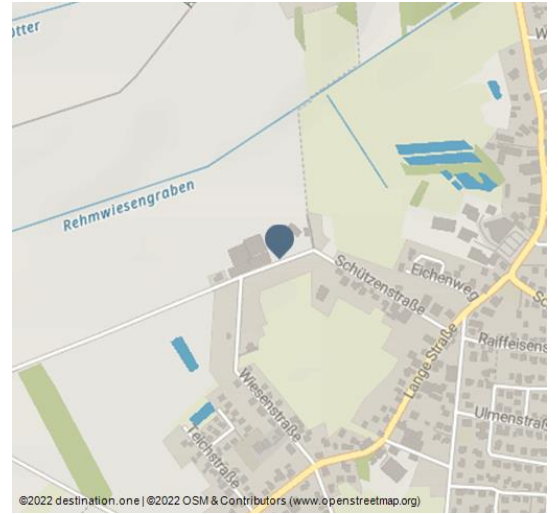 otter
Rehmwiesengraben
W
Schützenstraße
Eichenweg
Lange Straße
Raiffeisens
Ulmenstraß
Wiesenstraße
Teichstraße
©2022 destination.one | ©2022 OSM & Contributors (www.openstreetmap.org)